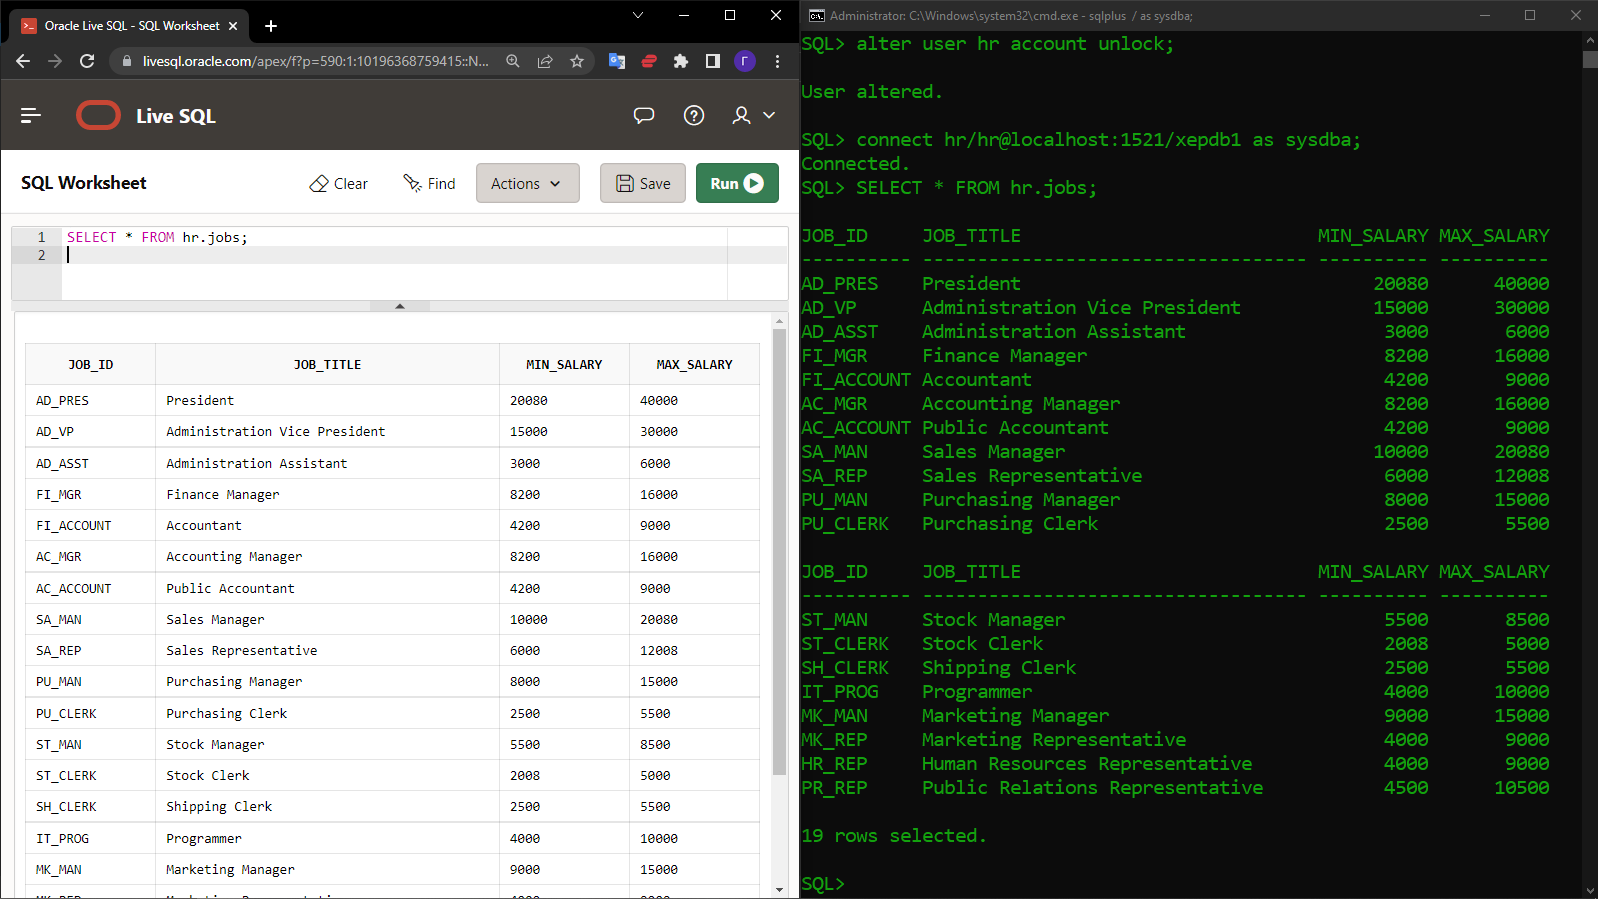 Oracle Live SQL - SQL Worksheet
livesql.oracle.com/apex/f?p=590:1:10196368759415::N...
Г
Live SQL
SQL Worksheet
Clear
Find
Actions
Save
Run
1 SELECT * FROM hr.jobs;
2
JOB_ID JOB_TITLE MIN_SALARY MAX_SALARY
AD_PRES President 20080 40000
AD_VP Administration Vice President 15000 30000
AD_ASST Administration Assistant 3000 6000
FI_MGR Finance Manager 8200 16000
FI_ACCOUNT Accountant 4200 9000
AC_MGR Accounting Manager 8200 16000
AC_ACCOUNT Public Accountant 4200 9000
SA_MAN Sales Manager 10000 20080
SA_REP Sales Representative 6000 12008
PU_MAN Purchasing Manager 8000 15000
PU_CLERK Purchasing Clerk 2500 5500
ST_MAN Stock Manager 5500 8500
ST_CLERK Stock Clerk 2008 5000
SH_CLERK Shipping Clerk 2500 5500
IT_PROG Programmer 4000 10000
MK_MAN Marketing Manager 9000 15000
Administrator: C:\Windows\system32\cmd.exe - sqlplus / as sysdba;
SQL> alter user hr account unlock;
User altered.
SQL> connect hr/hr@localhost:1521/xepdb1 as sysdba;
Connected.
SQL> SELECT * FROM hr.jobs;
JOB_ID JOB_TITLE MIN_SALARY MAX_SALARY
---------- ----------------------------------- ---------- ----------
AD_PRES President 20080 40000
AD_VP Administration Vice President 15000 30000
AD_ASST Administration Assistant 3000 6000
FI_MGR Finance Manager 8200 16000
FI_ACCOUNT Accountant 4200 9000
AC_MGR Accounting Manager 8200 16000
AC_ACCOUNT Public Accountant 4200 9000
SA_MAN Sales Manager 10000 20080
SA_REP Sales Representative 6000 12008
PU_MAN Purchasing Manager 8000 15000
PU_CLERK Purchasing Clerk 2500 5500
JOB_ID JOB_TITLE MIN_SALARY MAX_SALARY
---------- ----------------------------------- ---------- ----------
ST_MAN Stock Manager 5500 8500
ST_CLERK Stock Clerk 2008 5000
SH_CLERK Shipping Clerk 2500 5500
IT_PROG Programmer 4000 10000
MK_MAN Marketing Manager 9000 15000
MK_REP Marketing Representative 4000 9000
HR_REP Human Resources Representative 4000 9000
PR_REP Public Relations Representative 4500 10500
19 rows selected.
SQL>